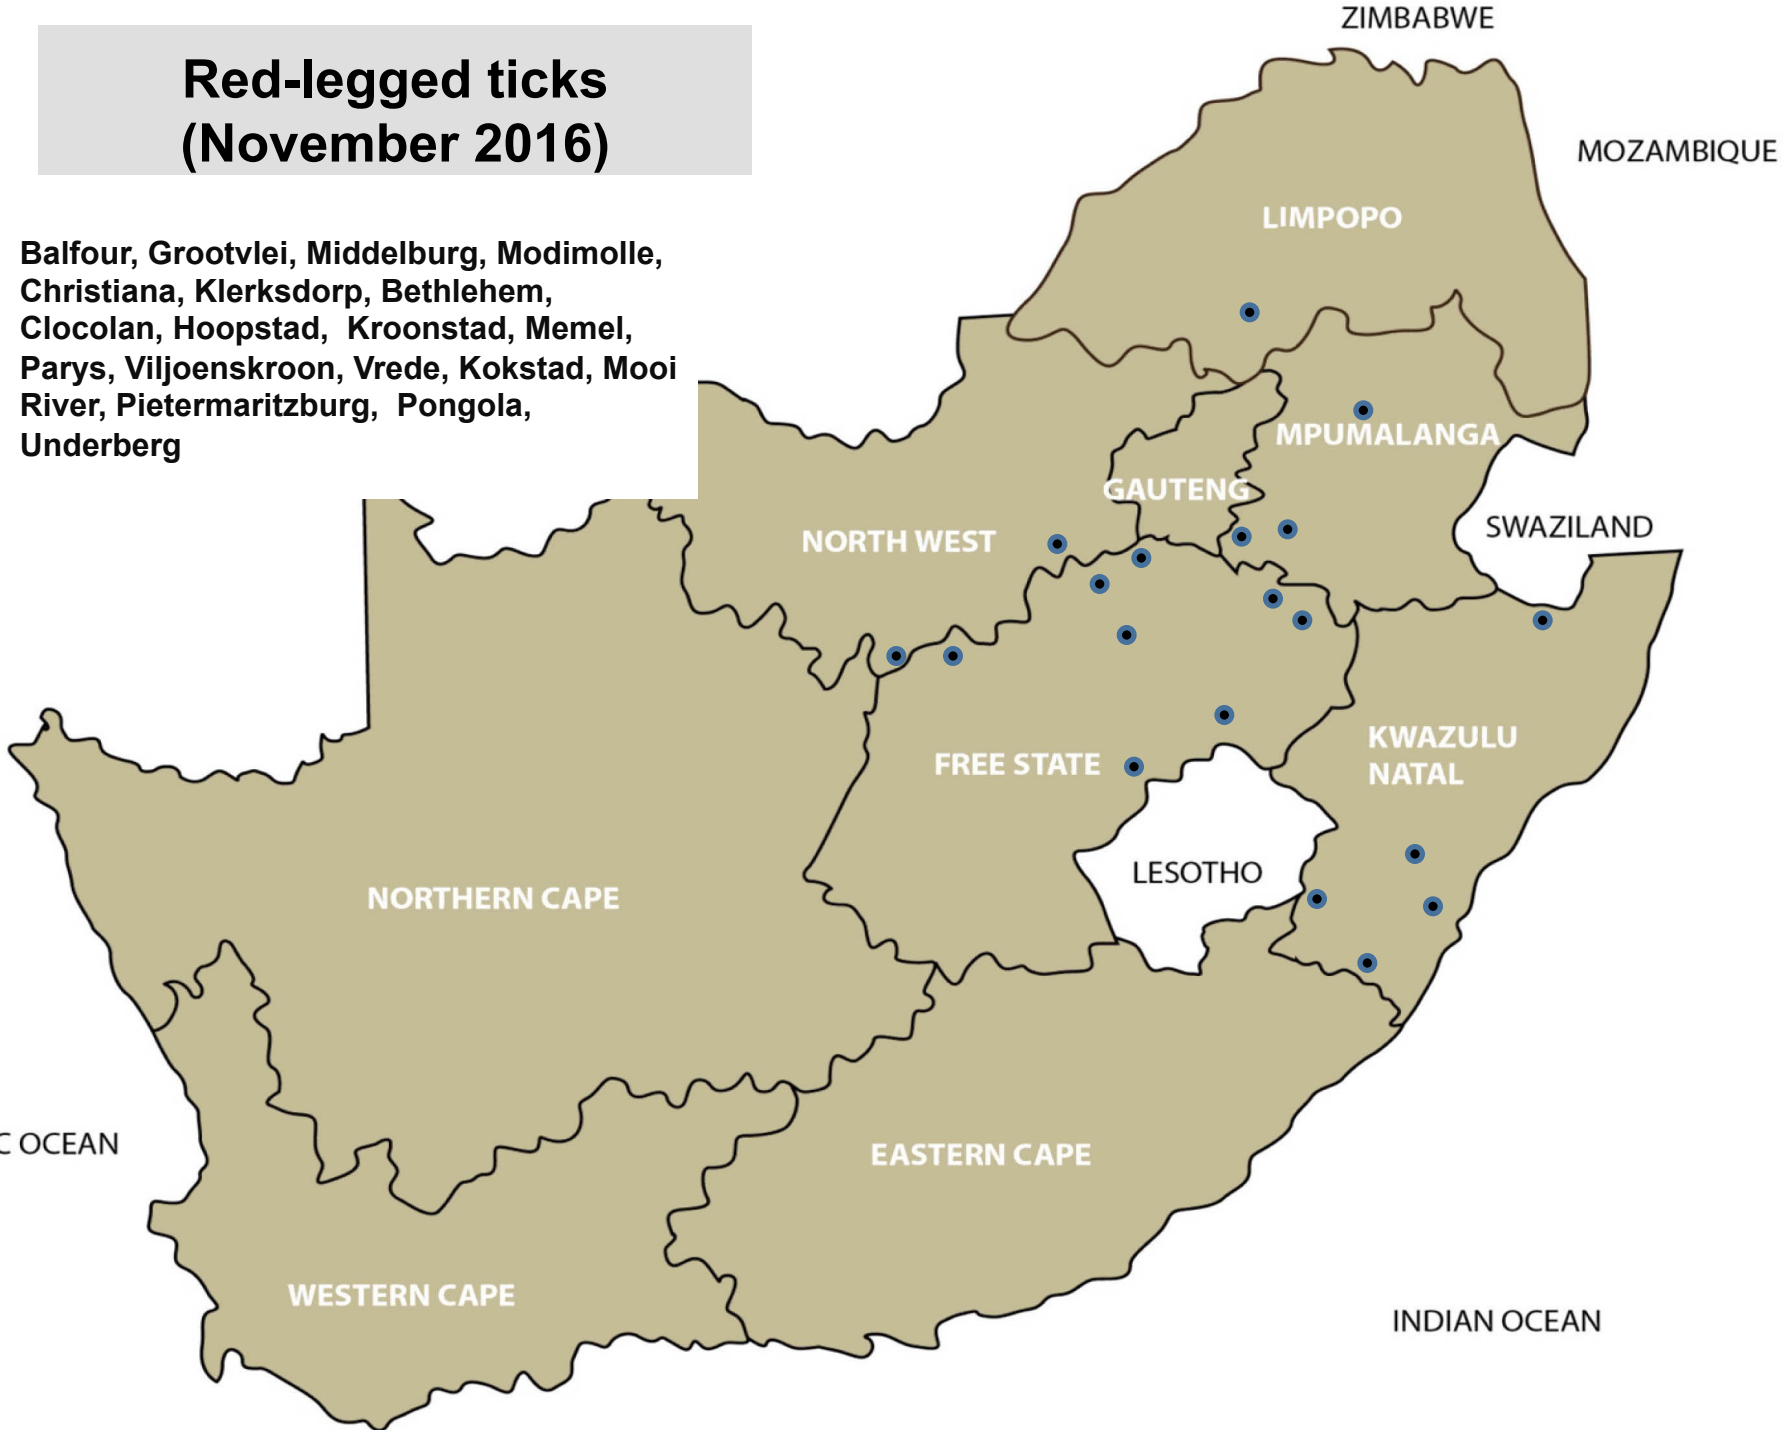 Red-legged ticks
(November 2016)
Balfour, Grootvlei, Middelburg, Modimolle,
Christiana, Klerksdorp, Bethlehem,
Clocolan, Hoopstad, Kroonstad, Memel,
Parys, Viljoenskroon, Vrede, Kokstad, Mooi
River, Pietermaritzburg, Pongola,
Underberg
ZIMBABWE
MOZAMBIQUE
LIMPOPO
MPUMALANGA
GAUTENG
NORTH WEST
SWAZILAND
KWAZULU
NATAL
FREE STATE
LESOTHO
NORTHERN CAPE
C OCEAN
EASTERN CAPE
WESTERN CAPE
INDIAN OCEAN